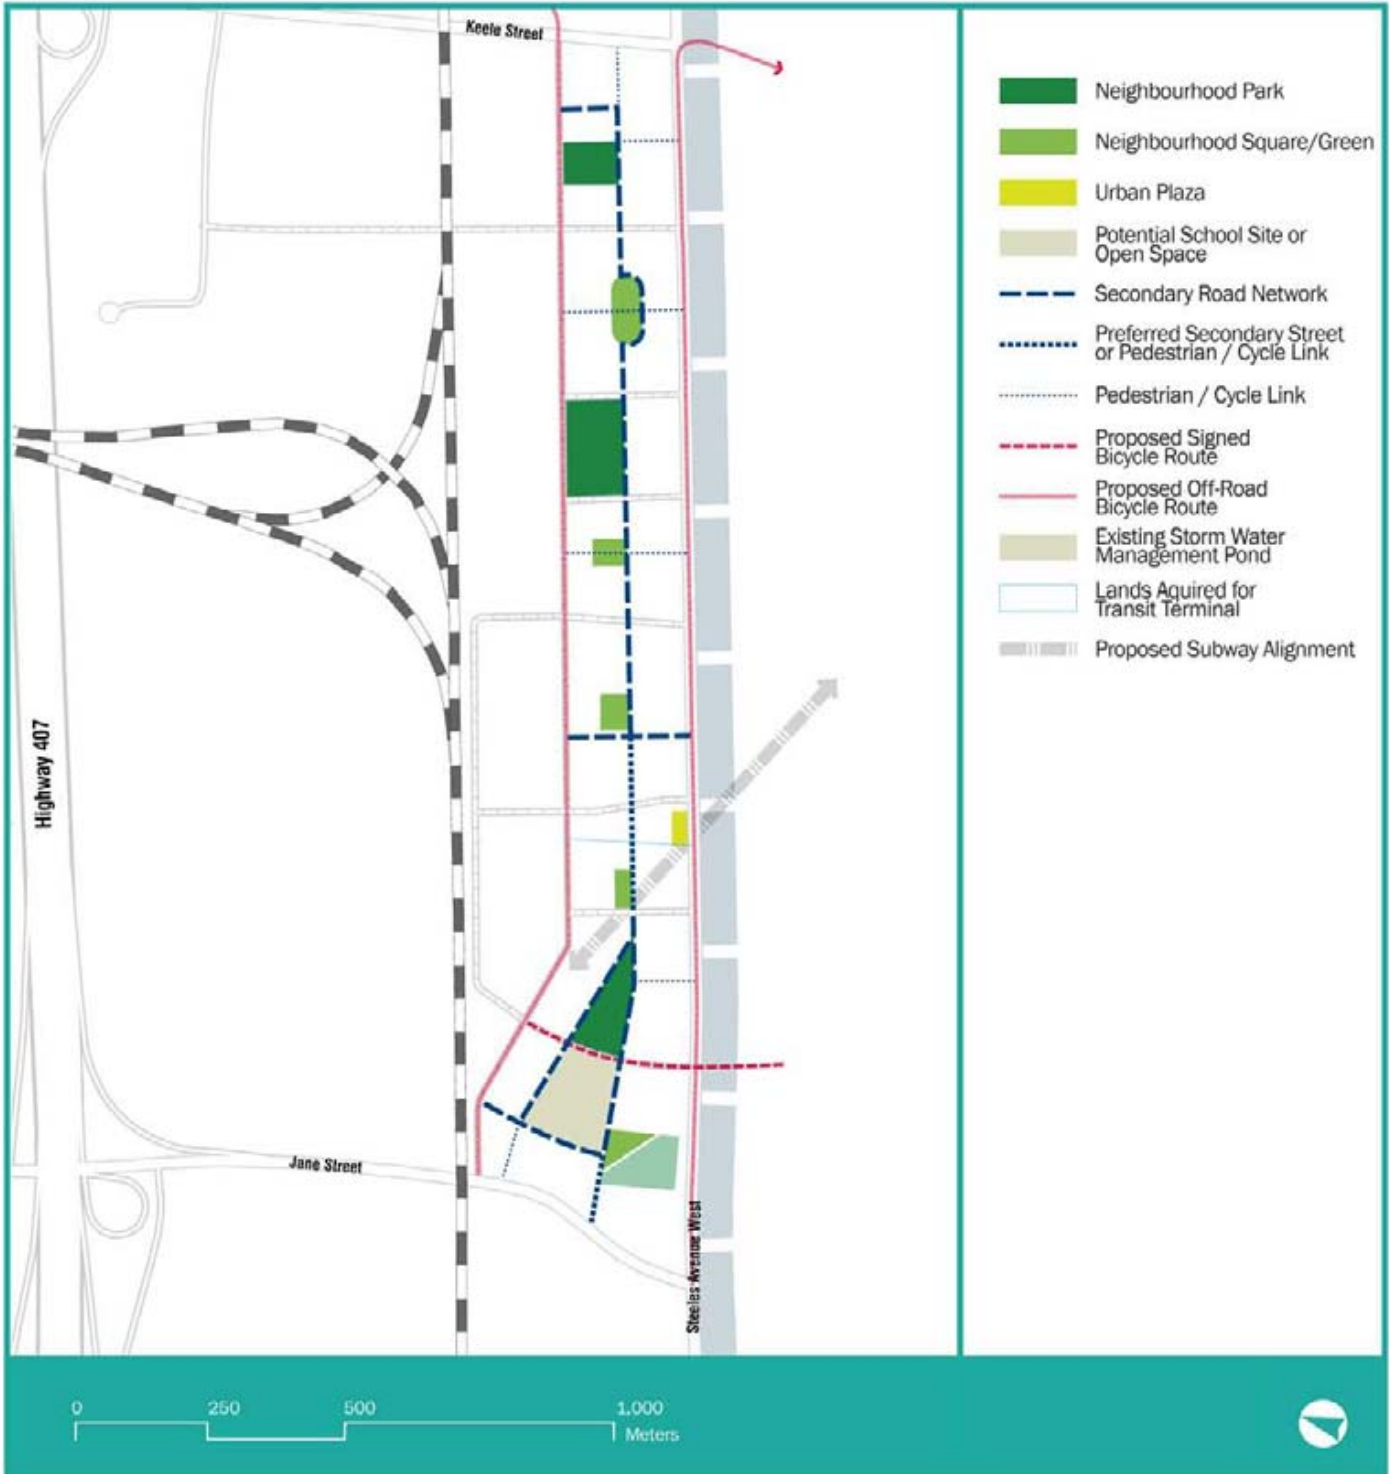 Keele Street
Highway 407
Jane Street
Steeles Avenue West
Neighbourhood Park
Neighbourhood Square/Green
Urban Plaza
Potential School Site or
Open Space
Secondary Road Network
Preferred Secondary Street
or Pedestrian / Cycle Link
Pedestrian / Cycle Link
Proposed Signed
Bicycle Route
Proposed Off-Road
Bicycle Route
Existing Storm Water
Management Pond
Lands Aquired for
Transit Terminal
Proposed Subway Alignment
0 250 500 1,000
Meters